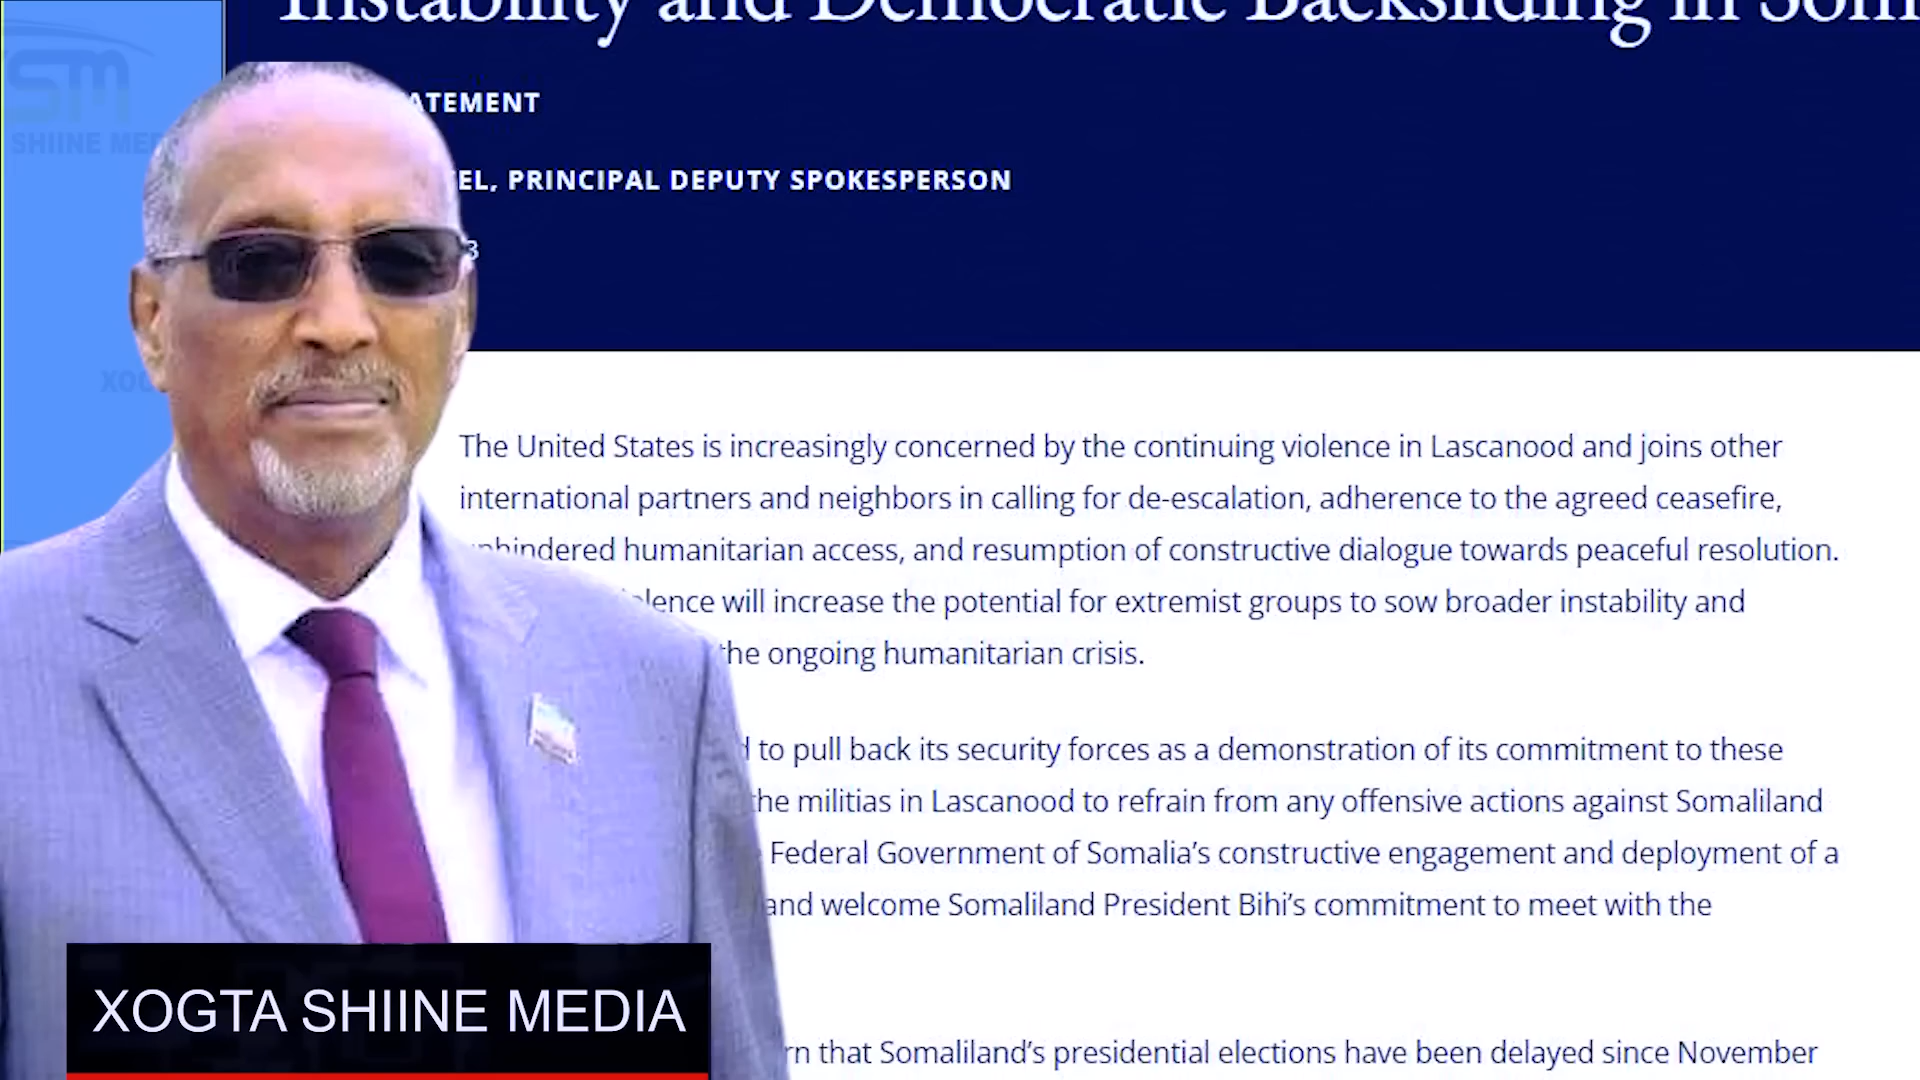 Instability and Democratic Backsliding in Som
ATEMENT
EL, PRINCIPAL DEPUTY SPOKESPERSON
3
SM
SHIINE MED
XOG
The United States is increasingly concerned by the continuing violence in Lascanood and joins other
international partners and neighbors in calling for de-escalation, adherence to the agreed ceasefire,
unhindered humanitarian access, and resumption of constructive dialogue towards peaceful resolution.
lence will increase the potential for extremist groups to sow broader instability and
the ongoing humanitarian crisis.
d to pull back its security forces as a demonstration of its commitment to these
the militias in Lascanood to refrain from any offensive actions against Somaliland
Federal Government of Somalia’s constructive engagement and deployment of a
and welcome Somaliland President Bihi’s commitment to meet with the
rn that Somaliland’s presidential elections have been delayed since November
XOGTA SHIINE MEDIA